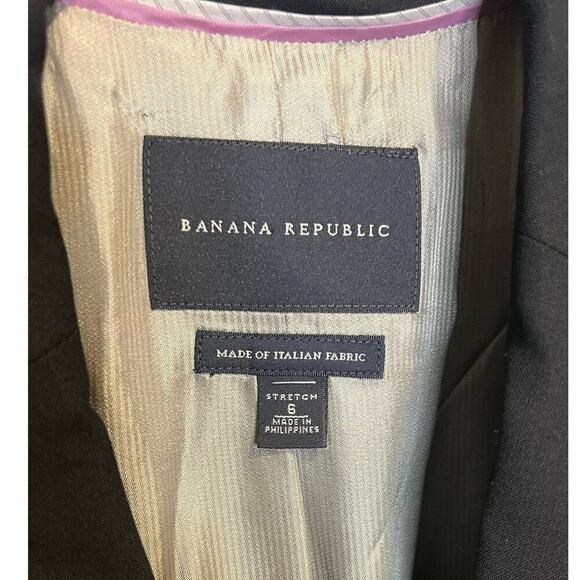 BANANA REPUBLIC
MADE OF ITALIAN FABRIC
STRETCH
6
MADE IN
PHILIPPINES